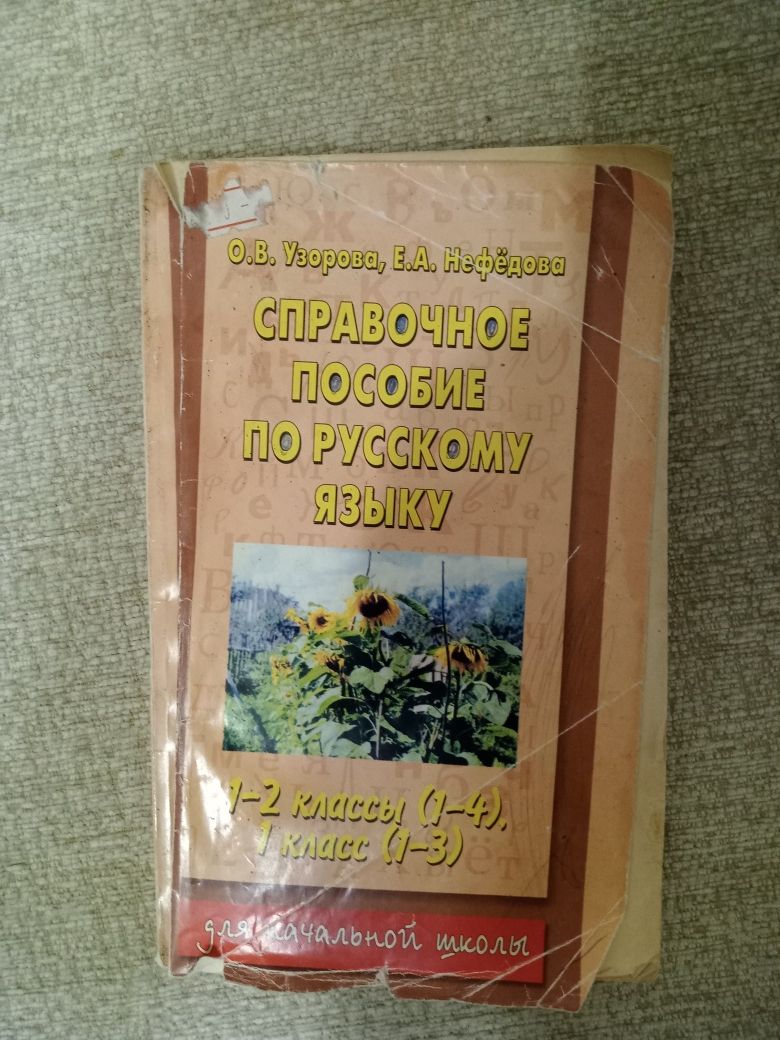 О.В. Узорова, Е.А. Нефёдова
СПРАВОЧНОЕ
ПОСОБИЕ
ПО РУССКОМУ
ЯЗЫКУ
1–2 классы (1–4),
1 класс (1–3)
для начальной школы